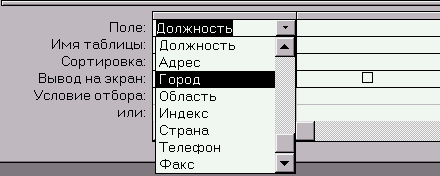 Поле: Должность
Имя таблицы: Должность
Сортировка: Адрес
Вывод на экран: Город
Условие отбора: Область
или: Индекс
Страна
Телефон
Факс